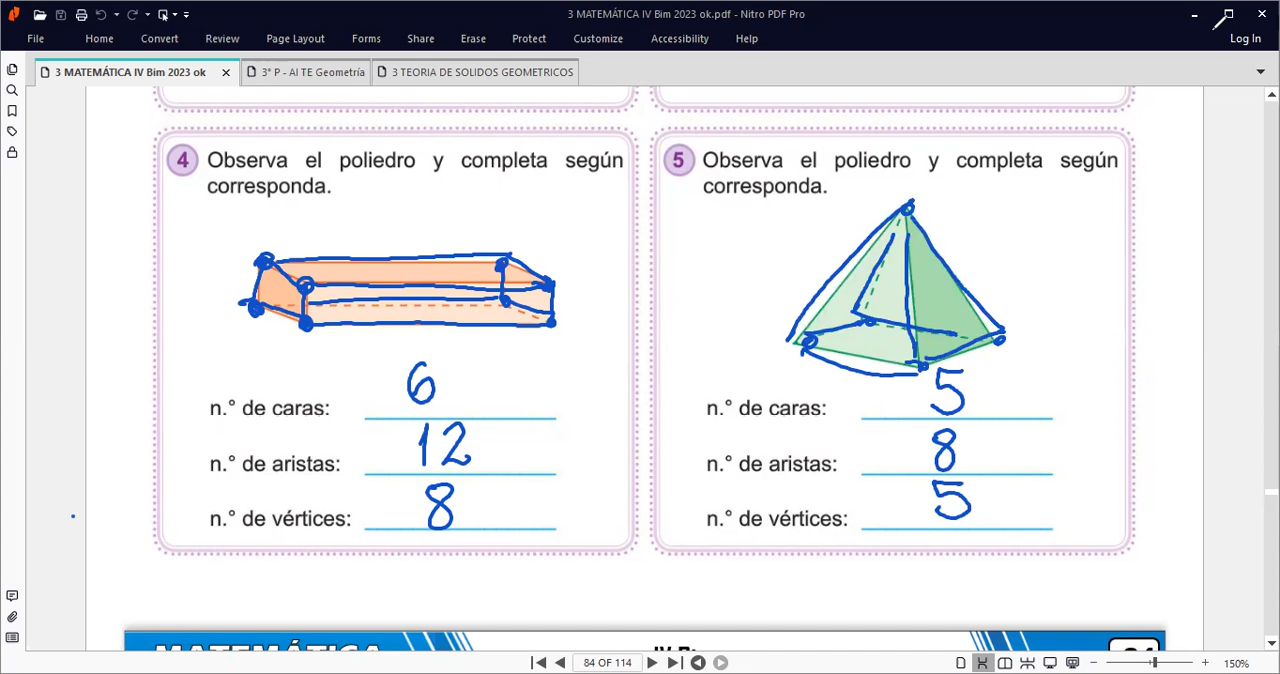 3 MATEMÁTICA IV Bim 2023 ok.pdf - Nitro PDF Pro
File Home Convert Review Page Layout Forms Share Erase Protect Customize Accessibility Help Log In
3 MATEMÁTICA IV Bim 2023 ok 3° P - AI TE Geometría 3 TEORIA DE SOLIDOS GEOMETRICOS
4 Observa el poliedro y completa según
corresponda.
n.° de caras: 6
n.° de aristas: 12
n.° de vértices: 8
5 Observa el poliedro y completa según
corresponda.
n.° de caras: 5
n.° de aristas: 8
n.° de vértices: 5
MATEMÁTICA
84 OF 114
150%